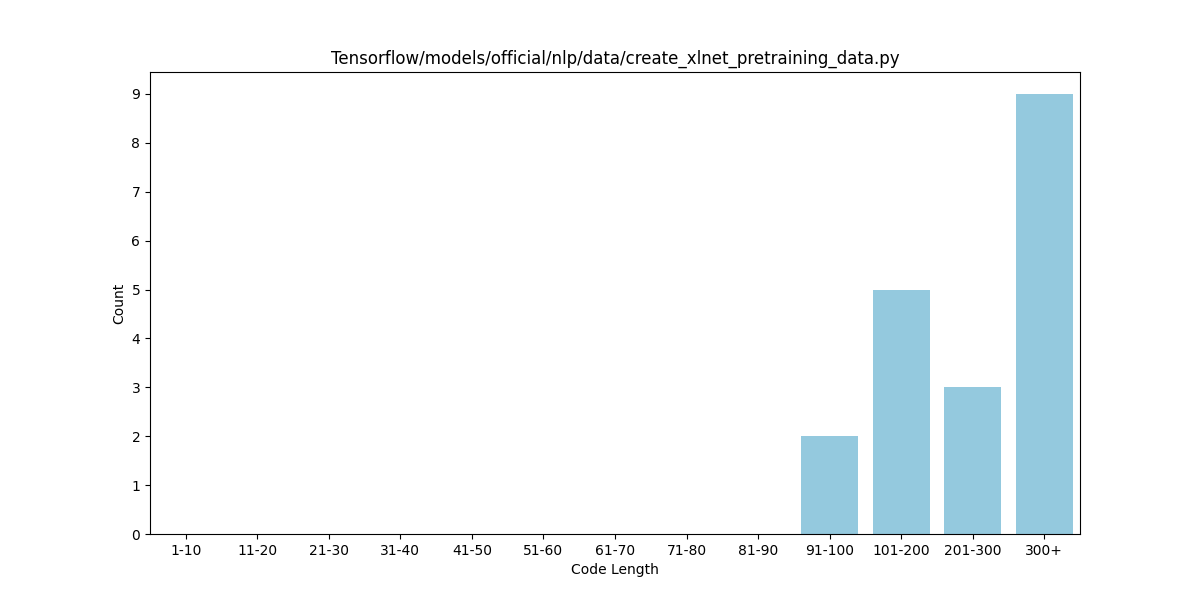 Tensorflow/models/official/nlp/data/create_xlnet_pretraining_data.py
9
8
7
6
5
4
3
2
1
0
Count
1-10 11-20 21-30 31-40 41-50 51-60 61-70 71-80 81-90 91-100 101-200 201-300 300+
Code Length